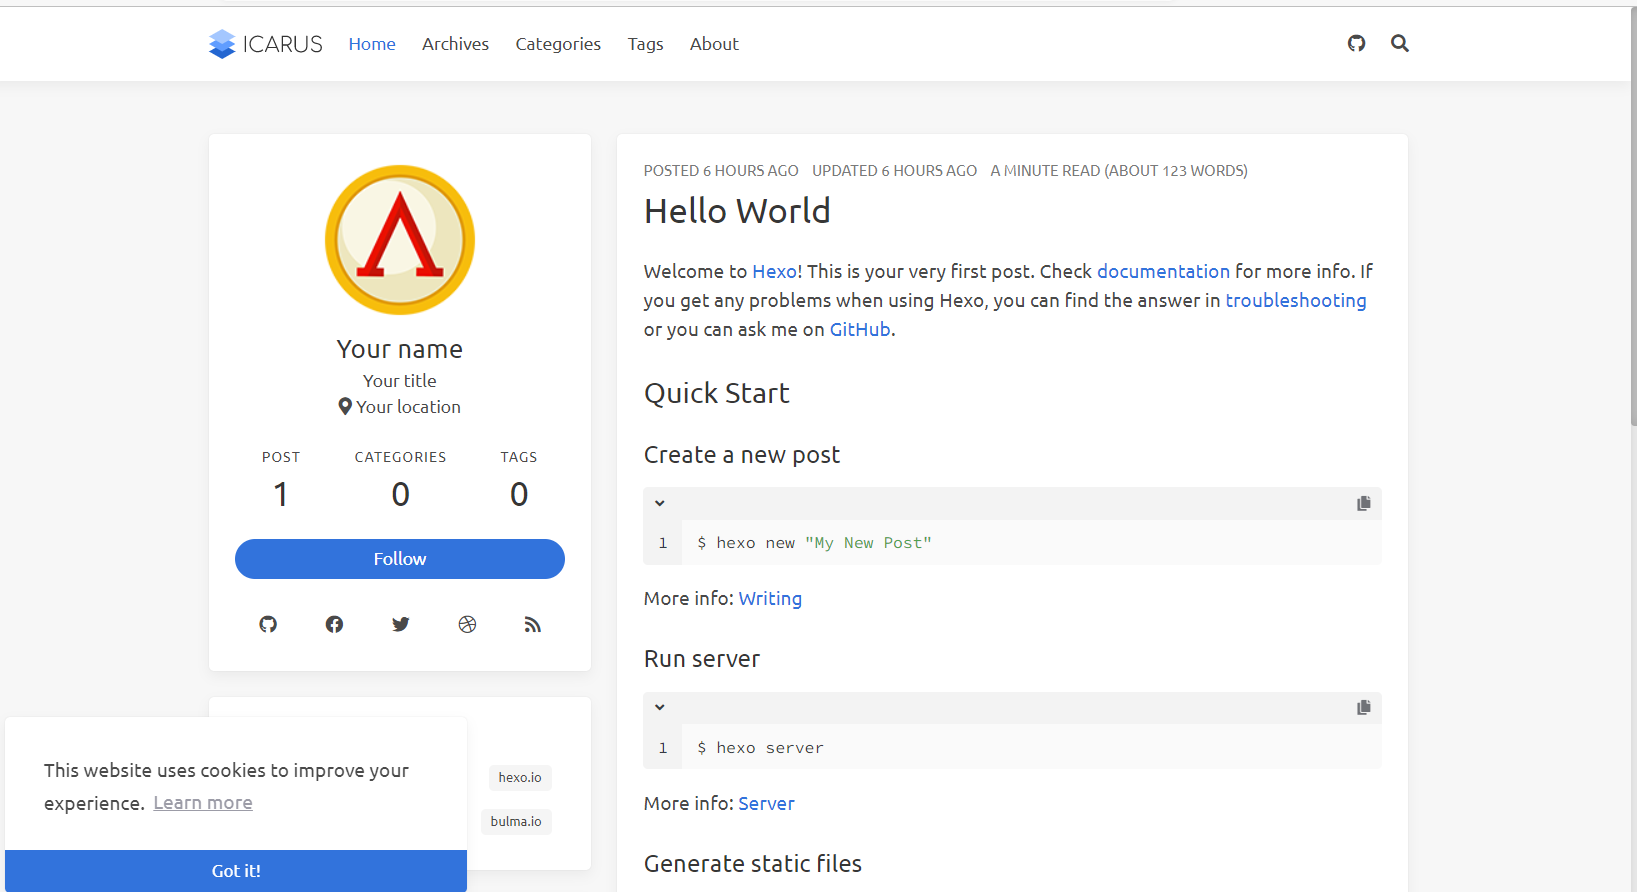 ICARUS Home Archives Categories Tags About
Your name
Your title
Your location
POST CATEGORIES TAGS
1 0 0
Follow
hexo.io
bulma.io
This website uses cookies to improve your
experience. Learn more
Got it!
POSTED 6 HOURS AGO UPDATED 6 HOURS AGO A MINUTE READ (ABOUT 123 WORDS)
Hello World
Welcome to Hexo! This is your very first post. Check documentation for more info. If
you get any problems when using Hexo, you can find the answer in troubleshooting
or you can ask me on GitHub.
Quick Start
Create a new post
1 $ hexo new "My New Post"
More info: Writing
Run server
1 $ hexo server
More info: Server
Generate static files